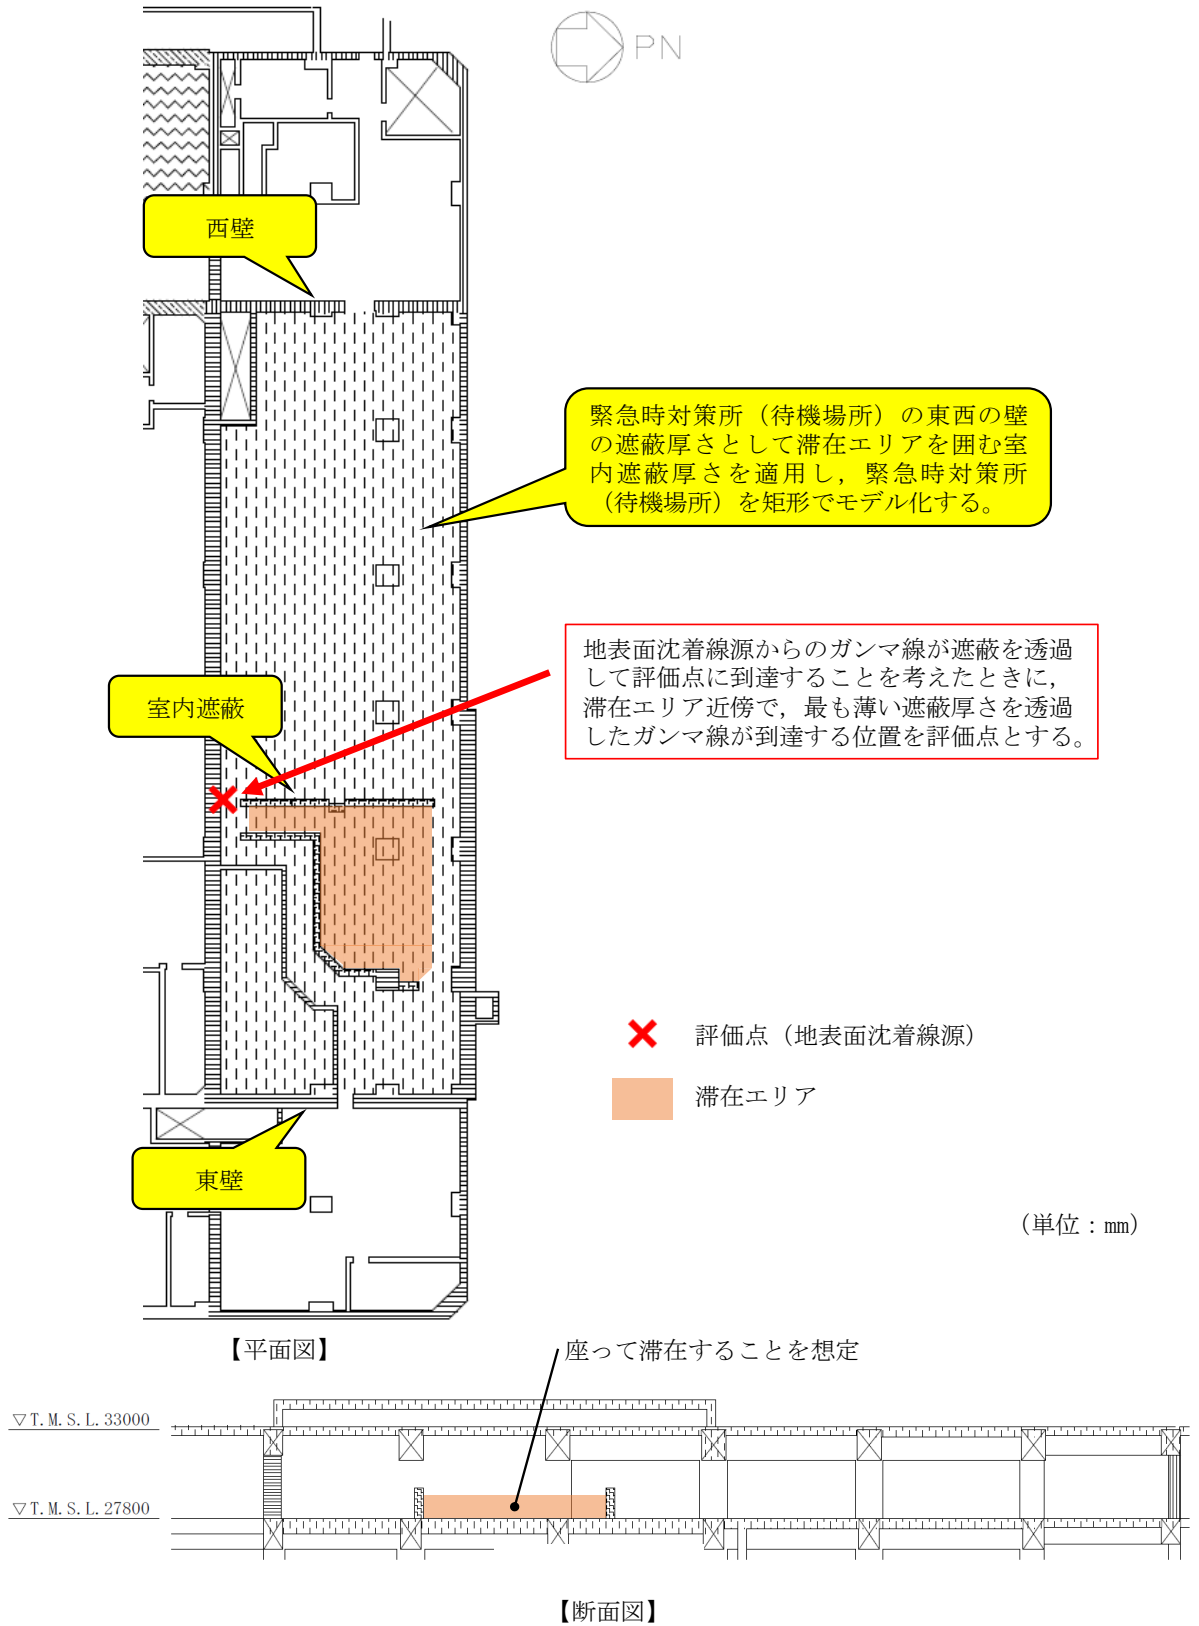 PN
西壁
緊急時対策所（待機場所）の東西の壁
の遮蔽厚さとして滞在エリアを囲む室
内遮蔽厚さを適用し，緊急時対策所
（待機場所）を矩形でモデル化する。
地表面沈着線源からのガンマ線が遮蔽を透過
して評価点に到達することを考えたときに，
滞在エリア近傍で，最も薄い遮蔽厚さを透過
したガンマ線が到達する位置を評価点とする。
室内遮蔽
評価点（地表面沈着線源）
滞在エリア
東壁
（単位：mm）
【平面図】
座って滞在することを想定
▽T.M.S.L.33000
▽T.M.S.L.27800
【断面図】